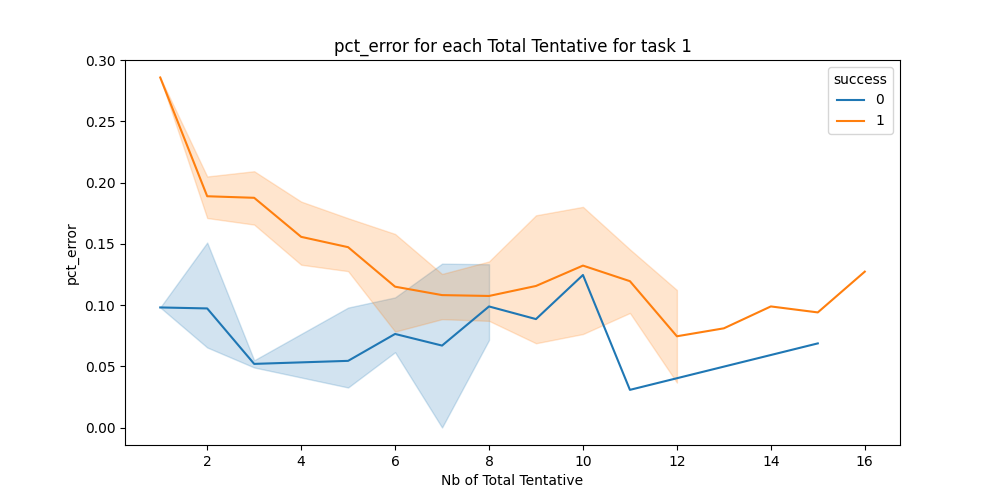 pct_error for each Total Tentative for task 1
success
0
1
pct_error
0.30
0.25
0.20
0.15
0.10
0.05
0.00
2 4 6 8 10 12 14 16
Nb of Total Tentative